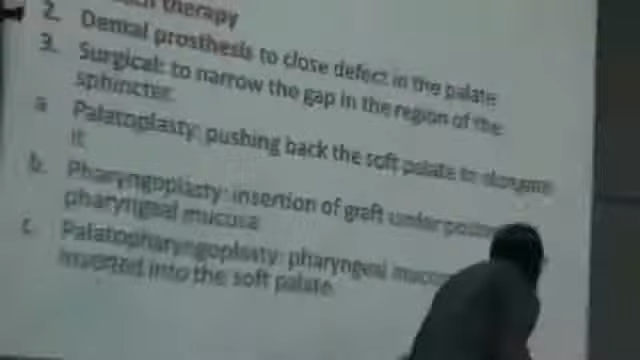 therapy
2. Dental prosthesis to close defect in the palate
3. Surgical: to narrow the gap in the region of the
sphincter.
a. Palatoplasty: pushing back the soft palate to elongate
it
b. Pharyngoplasty: insertion of graft under
pharyngeal mucusa
c. Palatopharyngoplasty: pharyngeal
inserted into the soft palate